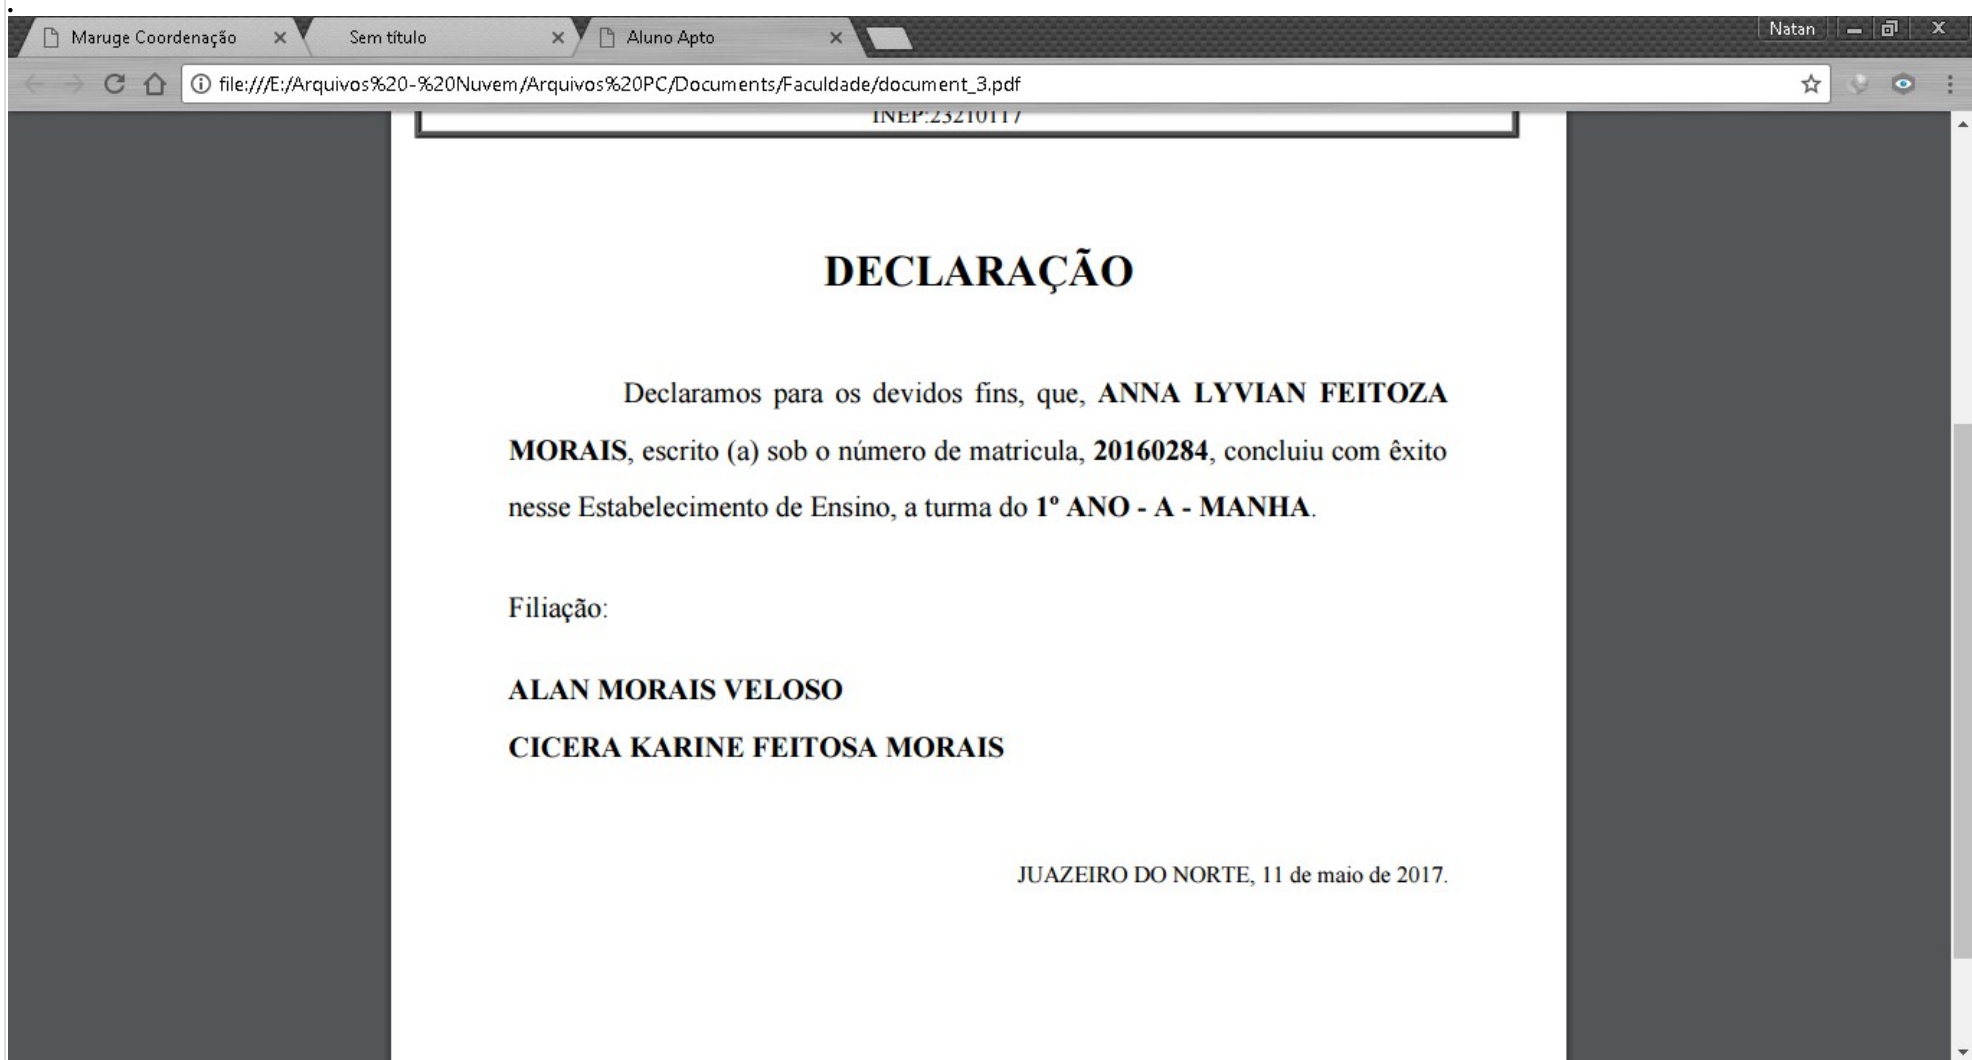 Maruge Coordenação
Sem título
Aluno Apto
Natan
file:///E:/Arquivos%20-%20Nuvem/Arquivos%20PC/Documents/Faculdade/document_3.pdf
INEP:23210117
DECLARAÇÃO
Declaramos para os devidos fins, que, ANNA LYVIAN FEITOZA
MORAIS, escrito (a) sob o número de matricula, 20160284, concluiu com êxito
nesse Estabelecimento de Ensino, a turma do 1º ANO - A - MANHA.
Filiação:
ALAN MORAIS VELOSO
CICERA KARINE FEITOSA MORAIS
JUAZEIRO DO NORTE, 11 de maio de 2017.